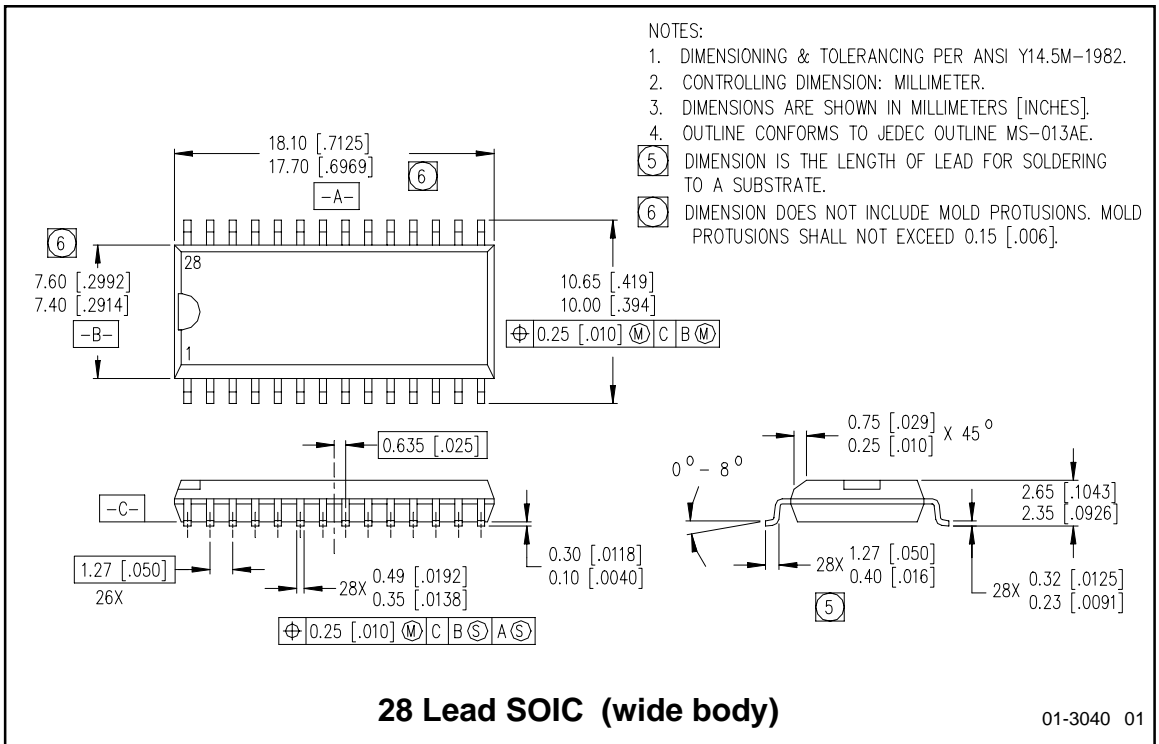 NOTES:
1. DIMENSIONING & TOLERANCING PER ANSI Y14.5M-1982.
2. CONTROLLING DIMENSION: MILLIMETER.
3. DIMENSIONS ARE SHOWN IN MILLIMETERS [INCHES].
4. OUTLINE CONFORMS TO JEDEC OUTLINE MS-013AE.
5 DIMENSION IS THE LENGTH OF LEAD FOR SOLDERING
TO A SUBSTRATE.
6 DIMENSION DOES NOT INCLUDE MOLD PROTUSIONS. MOLD
PROTUSIONS SHALL NOT EXCEED 0.15 [.006].
18.10 [.7125]
17.70 [.6969]
6
-A-
6
7.60 [.2992]
7.40 [.2914]
-B-
28
1
10.65 [.419]
10.00 [.394]
⌖ 0.25 [.010] Ⓜ C B Ⓜ
0.635 [.025]
-C-
1.27 [.050]
26X
28X 0.49 [.0192]
0.35 [.0138]
⌖ 0.25 [.010] Ⓜ C B Ⓢ A Ⓢ
0.30 [.0118]
0.10 [.0040]
0.75 [.029]
0.25 [.010] X 45°
0° - 8°
2.65 [.1043]
2.35 [.0926]
28X 1.27 [.050]
0.40 [.016]
5
28X 0.32 [.0125]
0.23 [.0091]
28 Lead SOIC (wide body)
01-3040 01